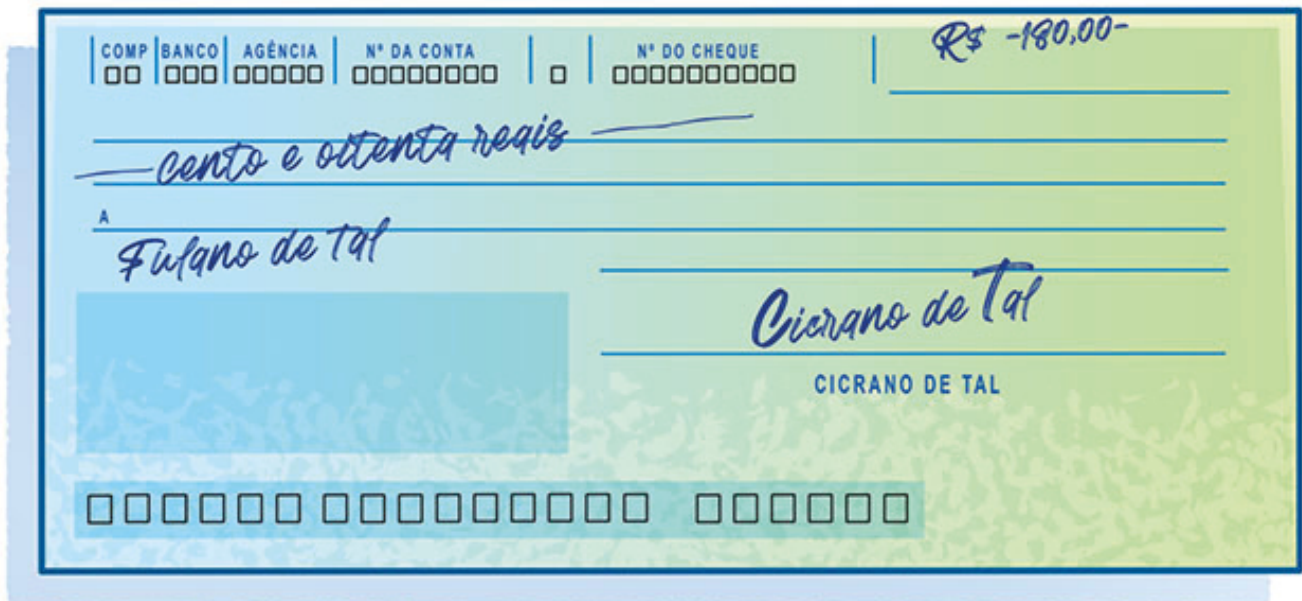 COMP BANCO AGÊNCIA Nº DA CONTA Nº DO CHEQUE R$ -180,00-
cento e oitenta reais
A
Fulano de Tal
Cicrano de Tal
CICRANO DE TAL